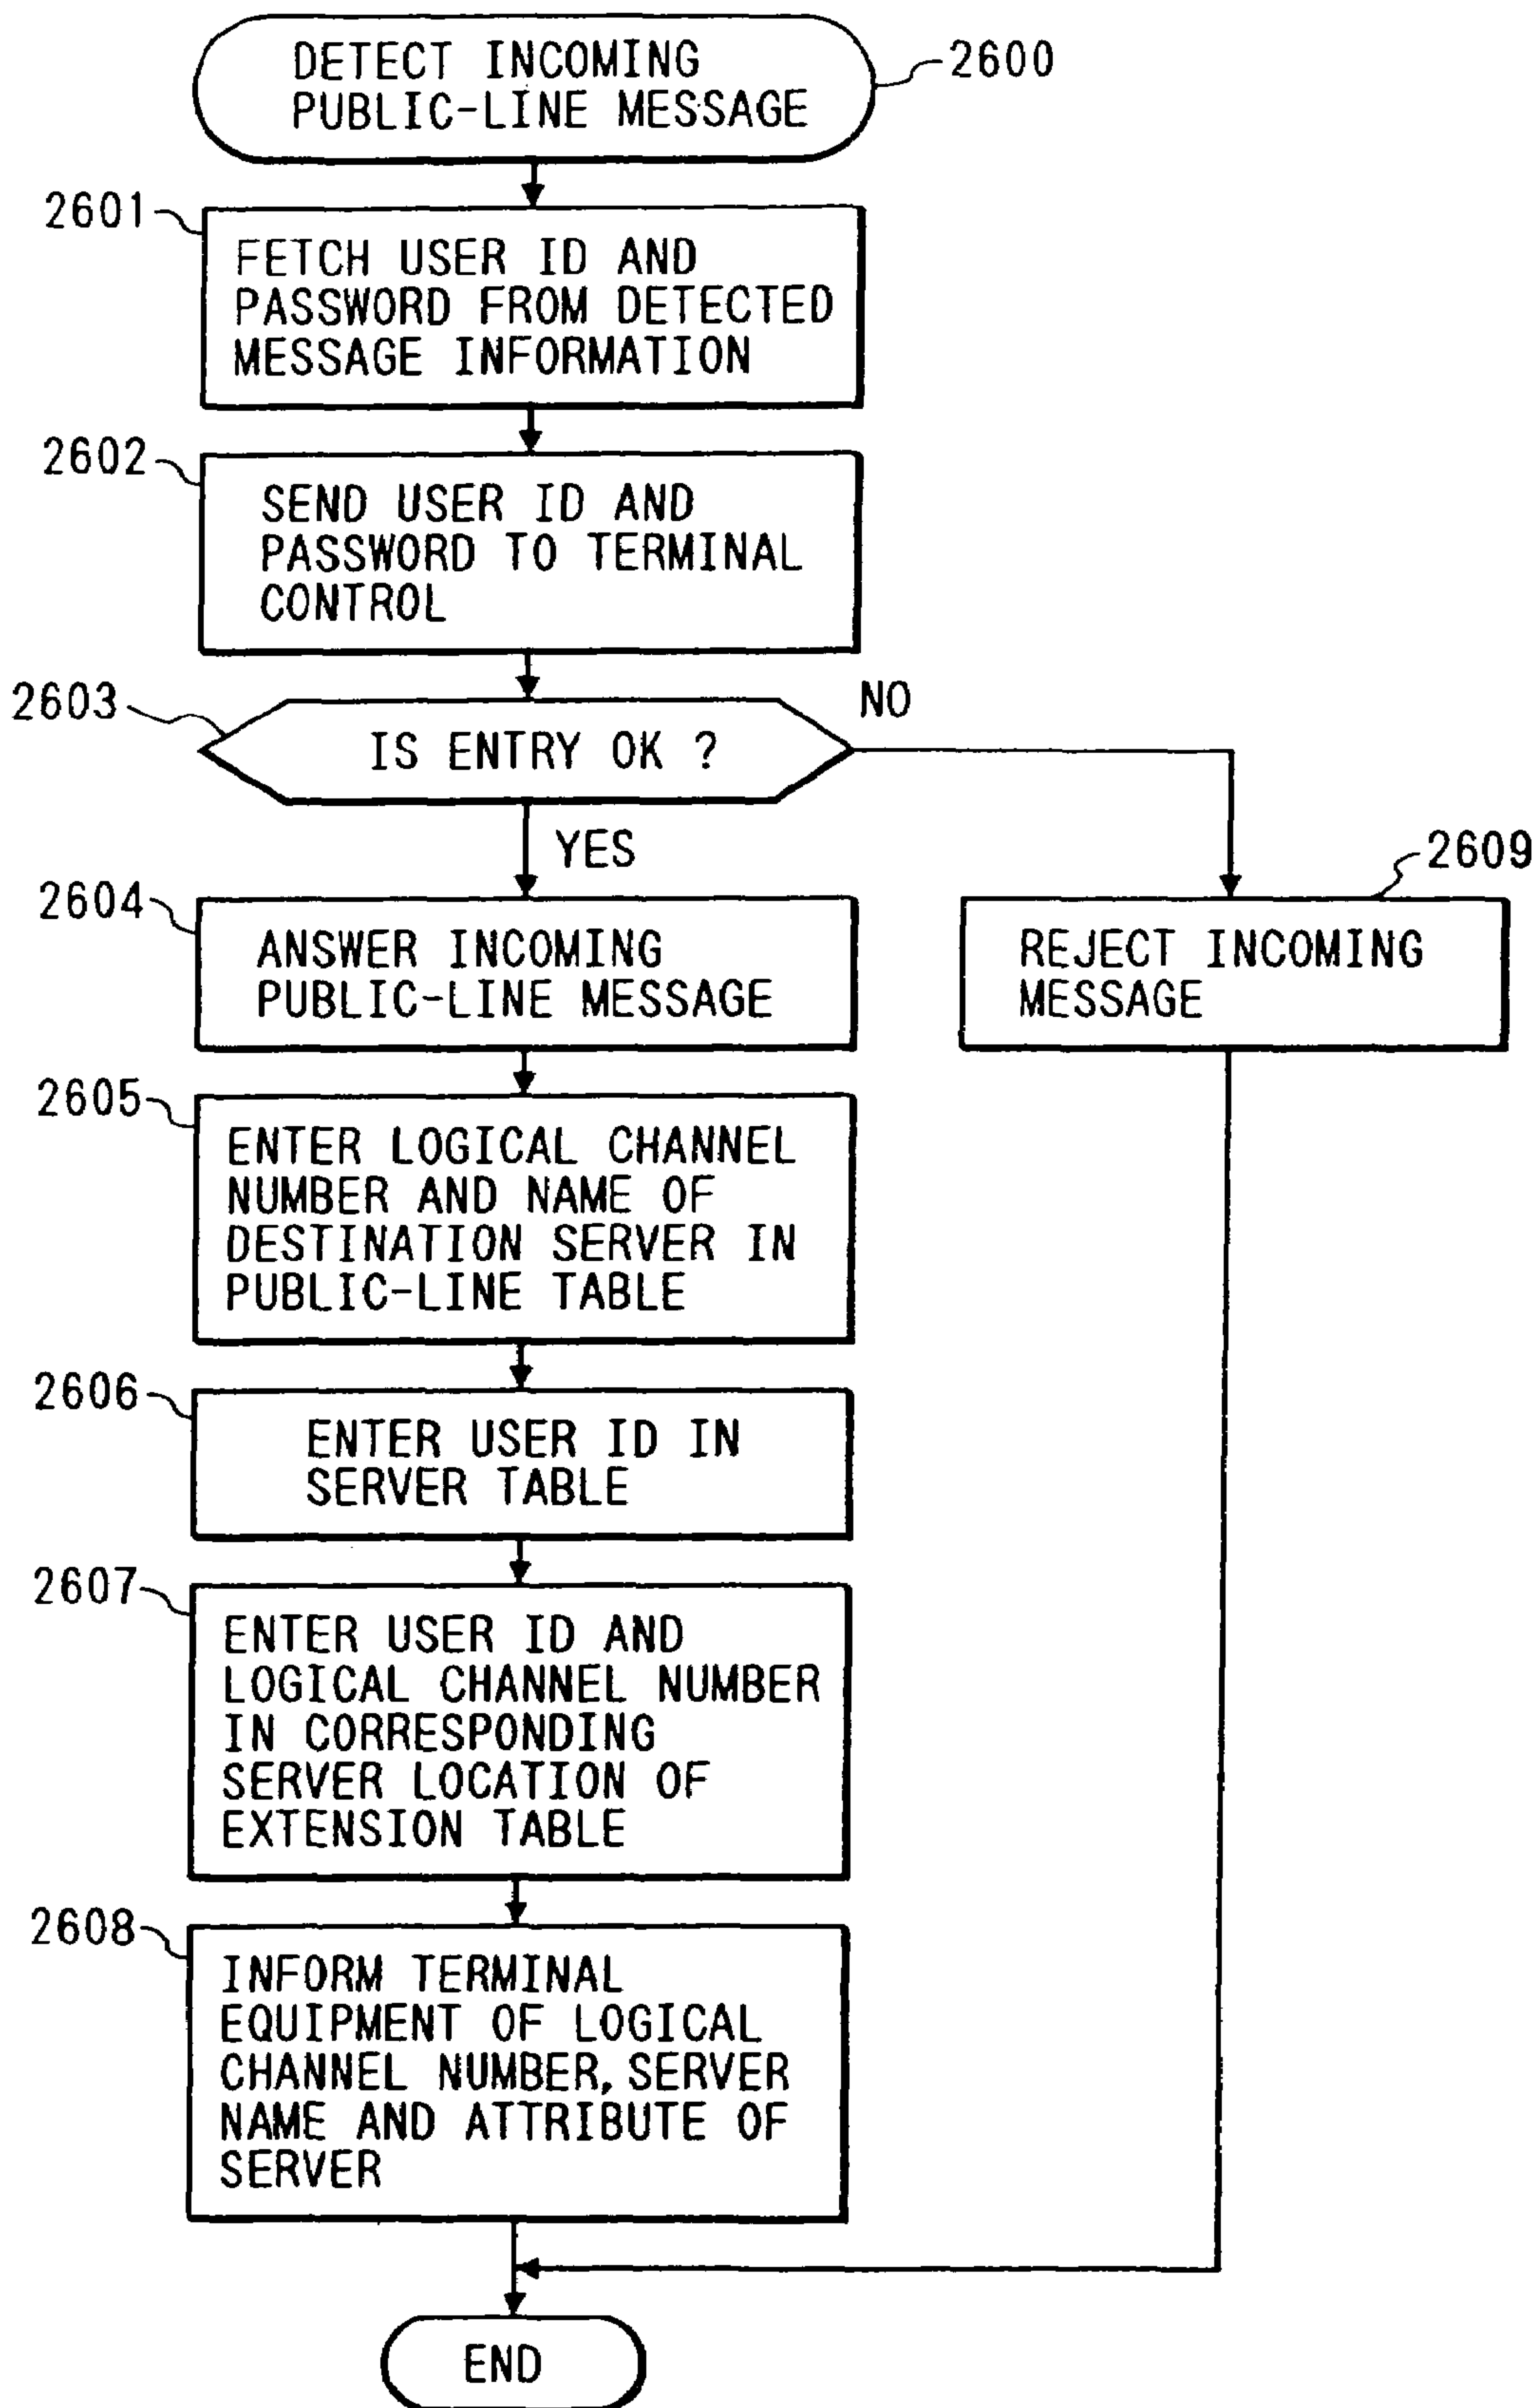 DETECT INCOMING
PUBLIC-LINE MESSAGE
2600
2601
FETCH USER ID AND
PASSWORD FROM DETECTED
MESSAGE INFORMATION
2602
SEND USER ID AND
PASSWORD TO TERMINAL
CONTROL
2603
IS ENTRY OK ?
NO
YES
2604
ANSWER INCOMING
PUBLIC-LINE MESSAGE
2609
REJECT INCOMING
MESSAGE
2605
ENTER LOGICAL CHANNEL
NUMBER AND NAME OF
DESTINATION SERVER IN
PUBLIC-LINE TABLE
2606
ENTER USER ID IN
SERVER TABLE
2607
ENTER USER ID AND
LOGICAL CHANNEL NUMBER
IN CORRESPONDING
SERVER LOCATION OF
EXTENSION TABLE
2608
INFORM TERMINAL
EQUIPMENT OF LOGICAL
CHANNEL NUMBER, SERVER
NAME AND ATTRIBUTE OF
SERVER
END